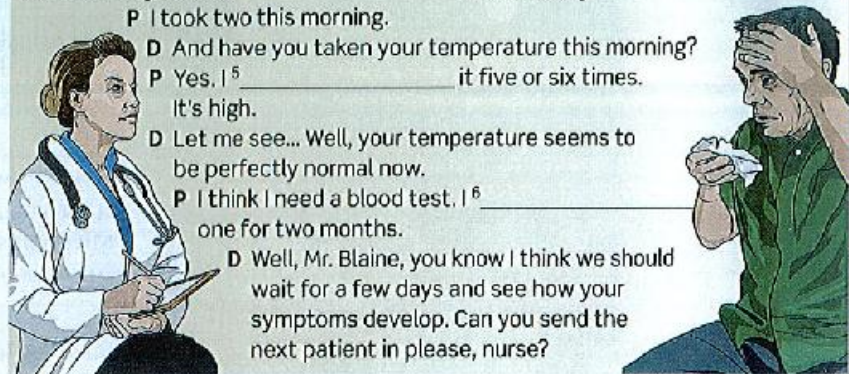 P I took two this morning.
D And have you taken your temperature this morning?
P Yes. I 5____________________ it five or six times.
It's high.
D Let me see... Well, your temperature seems to
be perfectly normal now.
P I think I need a blood test. I 6____________________
one for two months.
D Well, Mr. Blaine, you know I think we should
wait for a few days and see how your
symptoms develop. Can you send the
next patient in please, nurse?